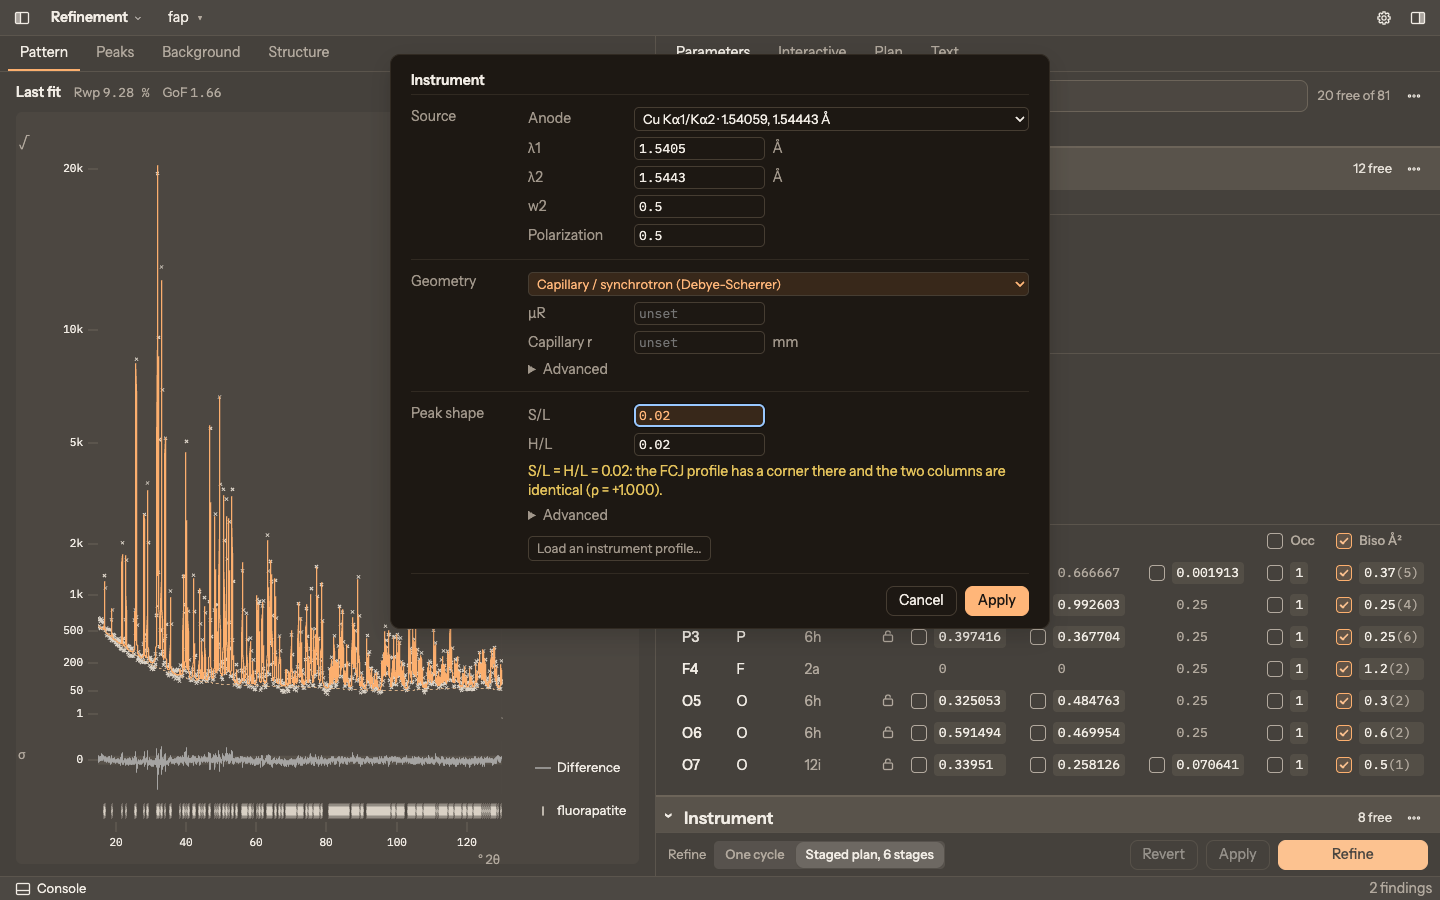 Refinement
fap
Pattern
Peaks
Background
Structure
Parameters
Interactive
Plan
Text
Last fit Rwp 9.28 % GoF 1.66
20 free of 81
12 free
√
20k
10k
5k
2k
1k
500
200
50
1
σ
0
Difference
fluorapatite
20
40
60
80
100
120
°2θ
Instrument
Source
Anode
Cu Kα1/Kα2 · 1.54059, 1.54443 Å
λ1 1.5405 Å
λ2 1.5443 Å
w2 0.5
Polarization 0.5
Geometry
Capillary / synchrotron (Debye-Scherrer)
μR unset
Capillary r unset mm
Advanced
Peak shape
S/L 0.02
H/L 0.02
S/L = H/L = 0.02: the FCJ profile has a corner there and the two columns are
identical (ρ = +1.000).
Advanced
Load an instrument profile…
Cancel
Apply
Occ Biso Å²
0.666667 0.001913 1 0.37(5)
0.992603 0.25 1 0.25(4)
P3 P 6h 0.397416 0.367704 0.25 1 0.25(6)
F4 F 2a 0 0 0.25 1 1.2(2)
O5 O 6h 0.325053 0.484763 0.25 1 0.3(2)
O6 O 6h 0.591494 0.469954 0.25 1 0.6(2)
O7 O 12i 0.33951 0.258126 0.070641 1 0.5(1)
Instrument
8 free
Refine
One cycle
Staged plan, 6 stages
Revert
Apply
Refine
Console
2 findings